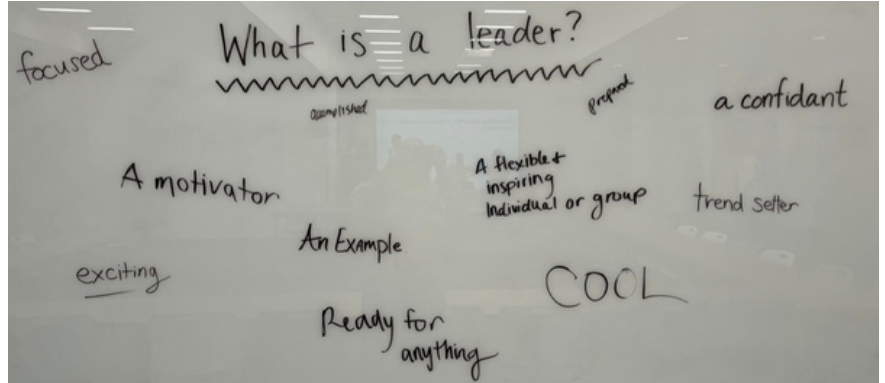 What is a leader?
focused
acomplished
prepared
a confidant
A motivator
A flexible +
inspiring
Individual or group
trend setter
An Example
exciting
COOL
Ready for
anything